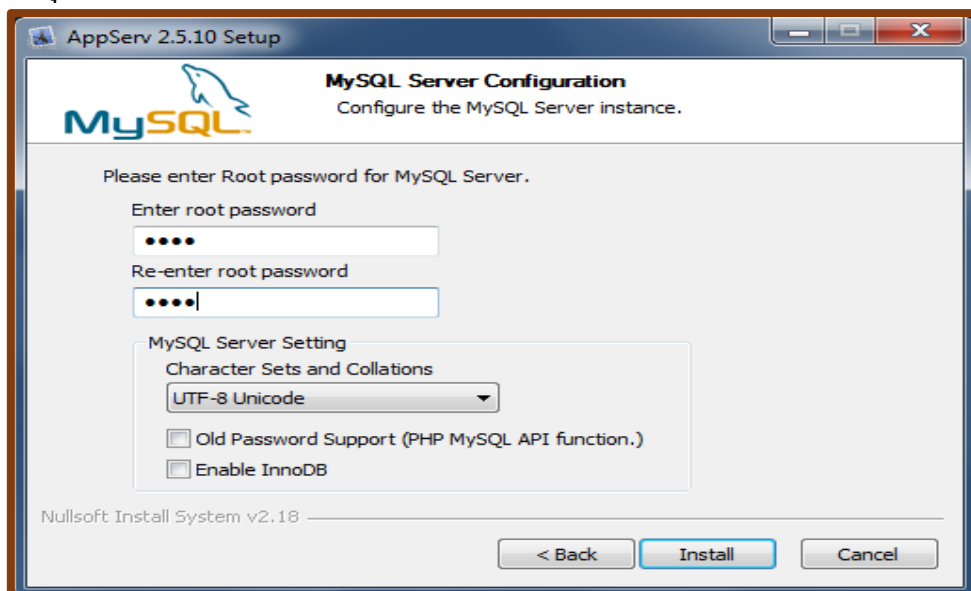 AppServ 2.5.10 Setup
MySQL Server Configuration
Configure the MySQL Server instance.
MySQL
Please enter Root password for MySQL Server.
Enter root password
••••
Re-enter root password
••••
MySQL Server Setting
Character Sets and Collations
UTF-8 Unicode
Old Password Support (PHP MySQL API function.)
Enable InnoDB
Nullsoft Install System v2.18
< Back
Install
Cancel